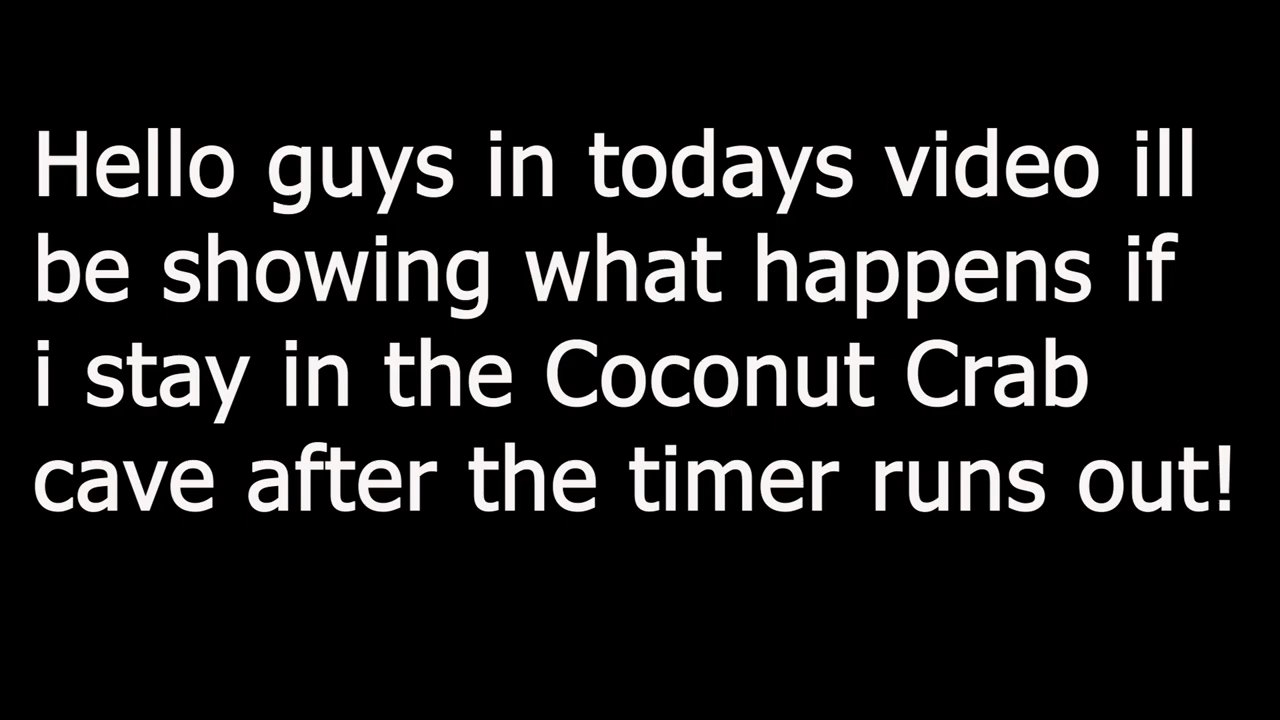 Hello guys in todays video ill
be showing what happens if
i stay in the Coconut Crab
cave after the timer runs out!